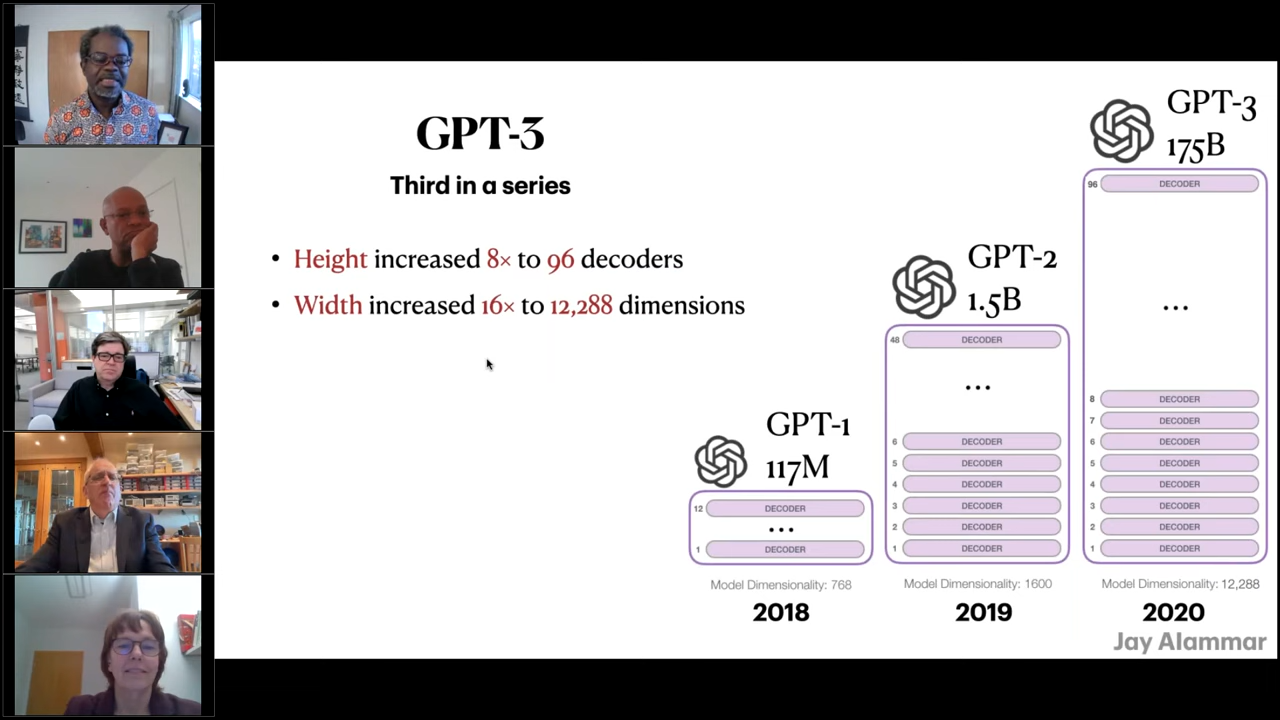 GPT-3
Third in a series
• Height increased 8× to 96 decoders
• Width increased 16× to 12,288 dimensions
GPT-1
117M
12 DECODER
...
1 DECODER
Model Dimensionality: 768
2018
GPT-2
1.5B
48 DECODER
...
6 DECODER
5 DECODER
4 DECODER
3 DECODER
2 DECODER
1 DECODER
Model Dimensionality: 1600
2019
GPT-3
175B
96 DECODER
...
8 DECODER
7 DECODER
6 DECODER
5 DECODER
4 DECODER
3 DECODER
2 DECODER
1 DECODER
Model Dimensionality: 12,288
2020
Jay Alammar